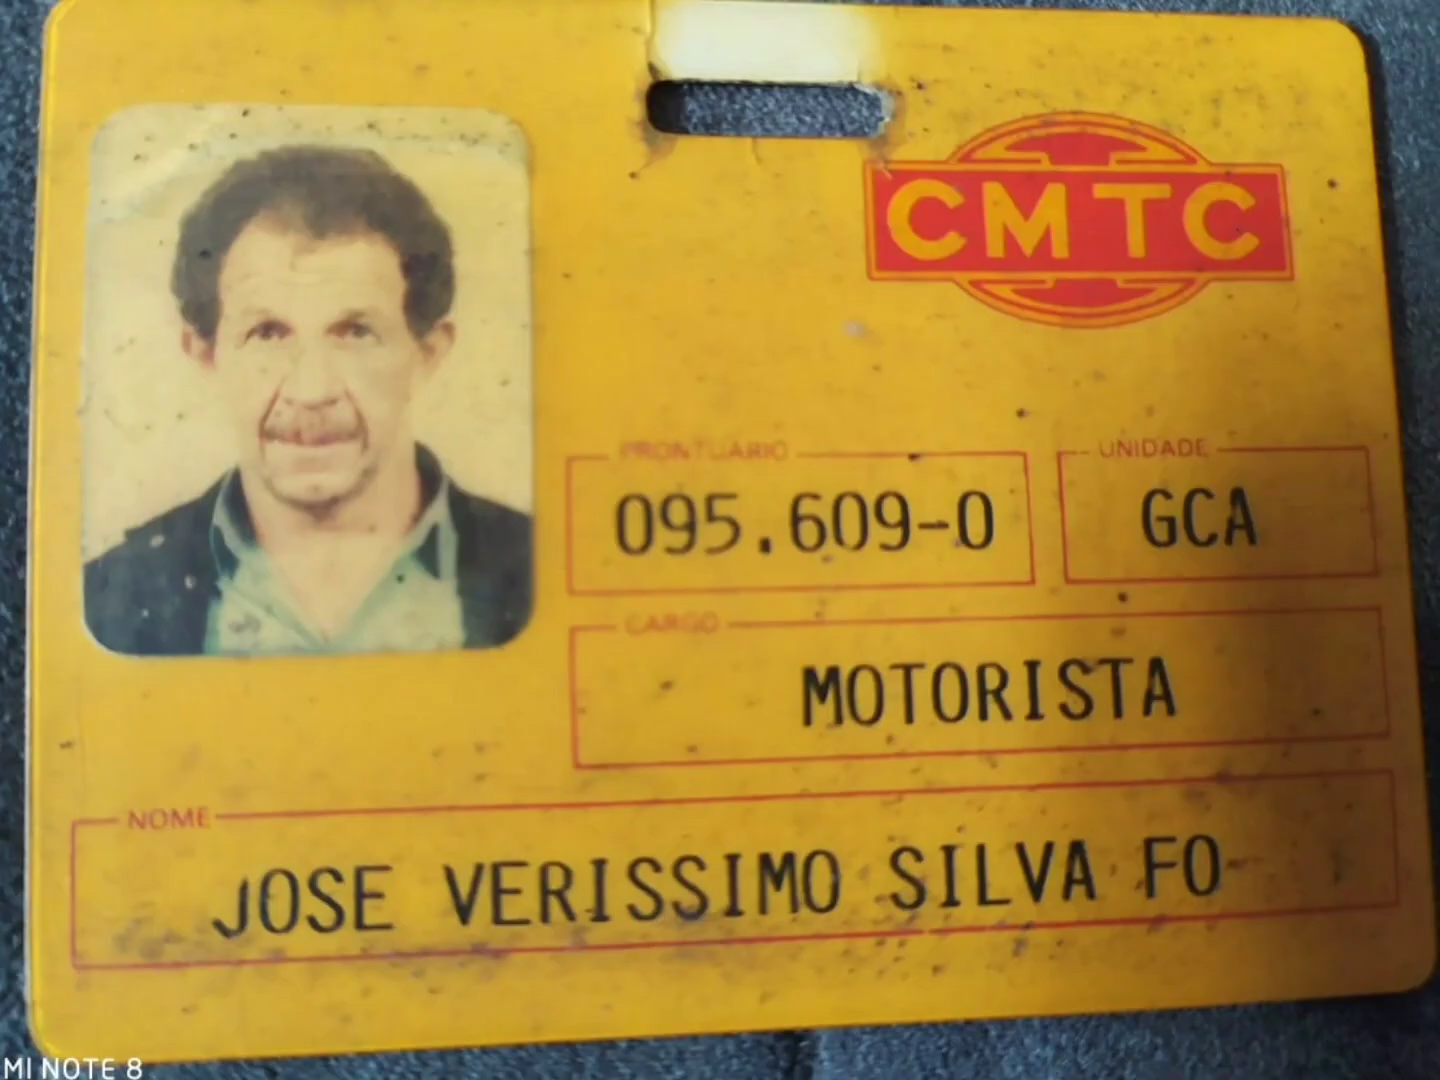 CMTC
PRONTUARIO
UNIDADE
095.609-0
GCA
CARGO
MOTORISTA
NOME
JOSE VERISSIMO SILVA FO
MI NOTE 8